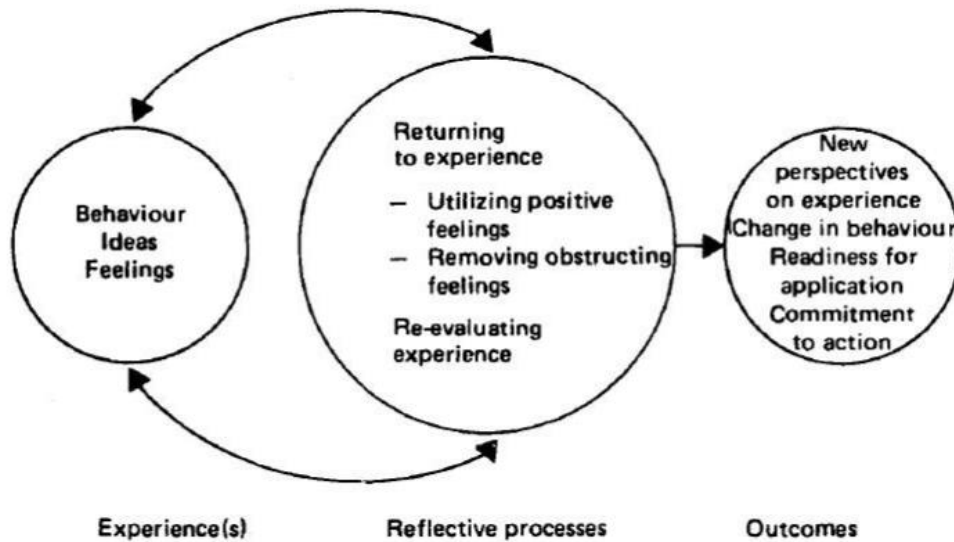 Behaviour
Ideas
Feelings
Returning
to experience
– Utilizing positive
feelings
– Removing obstructing
feelings
Re-evaluating
experience
New
perspectives
on experience
Change in behaviour
Readiness for
application
Commitment
to action
Experience(s)
Reflective processes
Outcomes